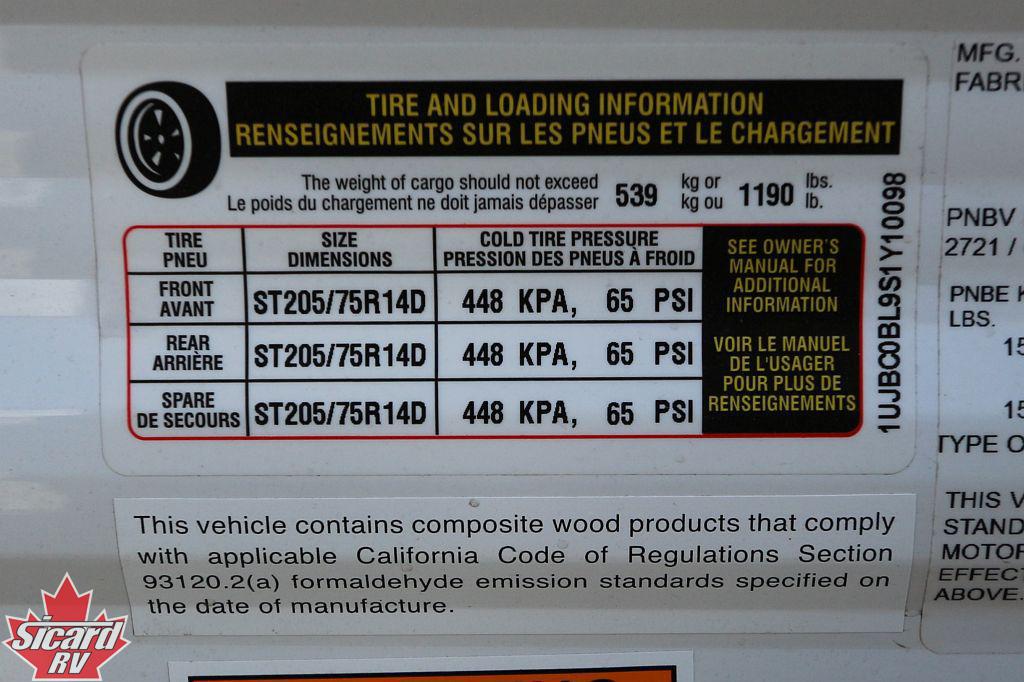 TIRE AND LOADING INFORMATION
RENSEIGNEMENTS SUR LES PNEUS ET LE CHARGEMENT
The weight of cargo should not exceed 539 kg or 1190 lbs.
Le poids du chargement ne doit jamais dépasser kg ou lb.
TIRE SIZE COLD TIRE PRESSURE
PNEU DIMENSIONS PRESSION DES PNEUS À FROID
FRONT
AVANT
ST205/75R14D 448 KPA, 65 PSI
REAR
ARRIÈRE
ST205/75R14D 448 KPA, 65 PSI
SPARE
DE SECOURS
ST205/75R14D 448 KPA, 65 PSI
SEE OWNER'S
MANUAL FOR
ADDITIONAL
INFORMATION
VOIR LE MANUEL
DE L'USAGER
POUR PLUS DE
RENSEIGNEMENTS
1UJBC0BL9S1Y10098
This vehicle contains composite wood products that comply
with applicable California Code of Regulations Section
93120.2(a) formaldehyde emission standards specified on
the date of manufacture.
MFG.
FABRI
PNBV
2721 /
PNBE K
LBS.
15
15
TYPE O
THIS V
STAND
MOTOR
EFFECT
ABOVE.
Sicard
RV